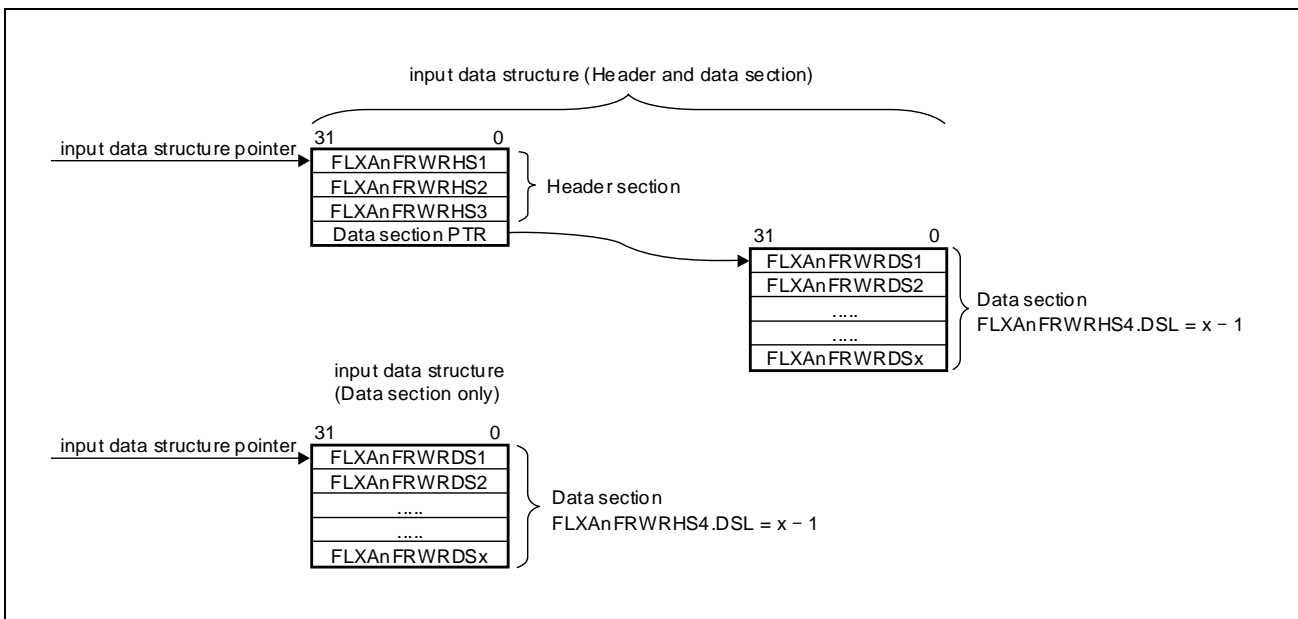 input data structure (Header and data section)
31 0
input data structure pointer
FLXAnFRWRHS1
FLXAnFRWRHS2
FLXAnFRWRHS3
Data section PTR
Header section
31 0
FLXAnFRWRDS1
FLXAnFRWRDS2
.....
.....
FLXAnFRWRDSx
Data section
FLXAnFRWRHS4.DSL = x − 1
input data structure
(Data section only)
31 0
input data structure pointer
FLXAnFRWRDS1
FLXAnFRWRDS2
.....
.....
FLXAnFRWRDSx
Data section
FLXAnFRWRHS4.DSL = x − 1